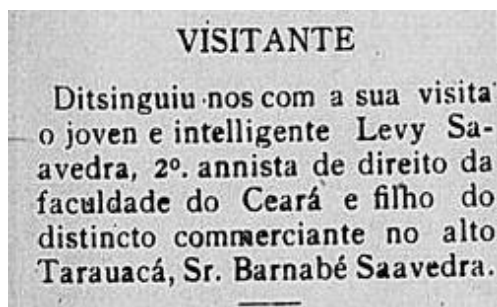 VISITANTE
Ditsinguiu nos com a sua visita
o joven e intelligente Levy Sa-
avedra, 2º. annista de direito da
faculdade do Ceará e filho do
distincto commerciante no alto
Tarauacá, Sr. Barnabé Saavedra.